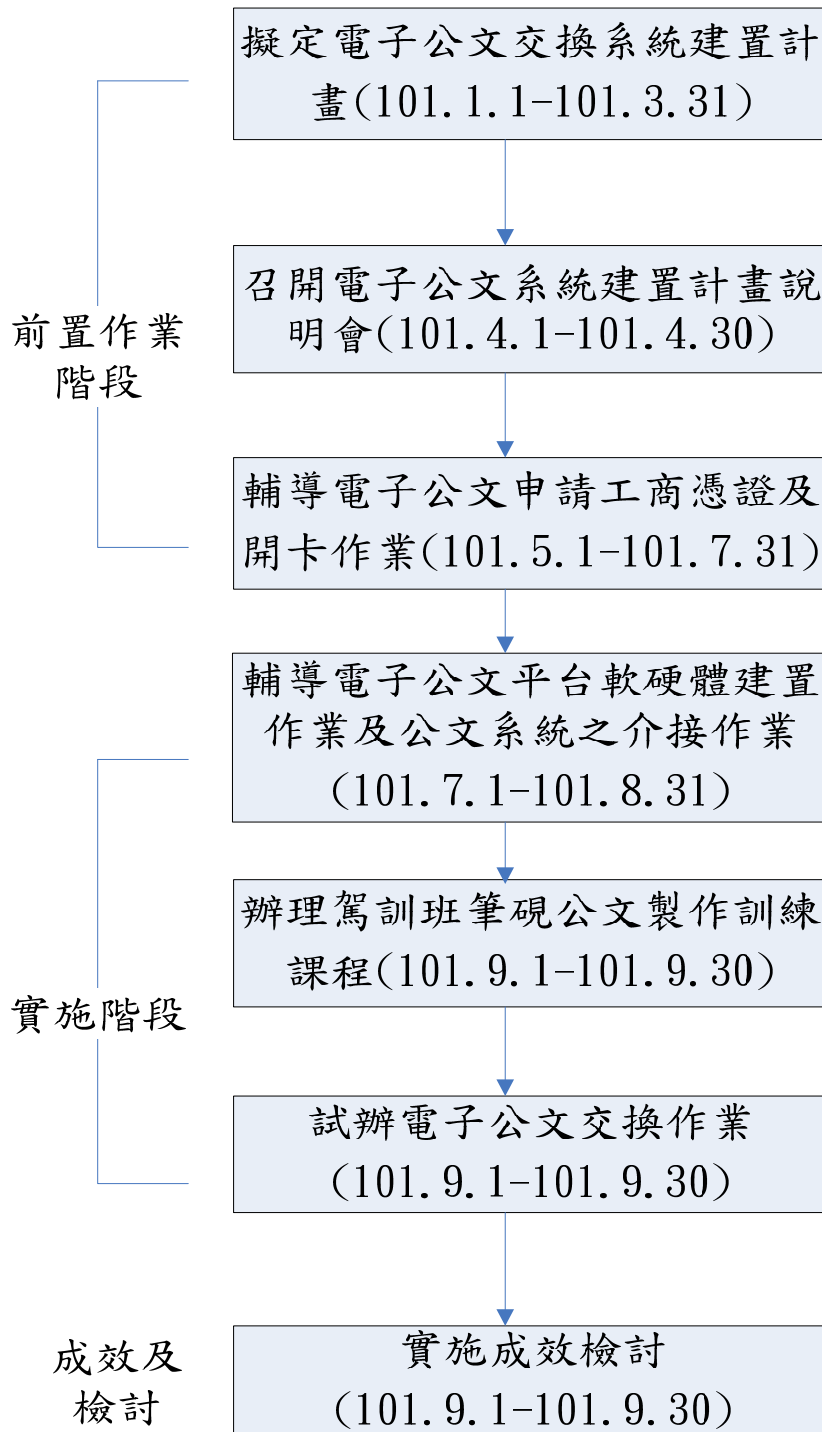 擬定電子公文交換系統建置計
畫(101.1.1-101.3.31)
召開電子公文系統建置計畫說
明會(101.4.1-101.4.30)
前置作業
階段
輔導電子公文申請工商憑證及
開卡作業(101.5.1-101.7.31)
輔導電子公文平台軟硬體建置
作業及公文系統之介接作業
(101.7.1-101.8.31)
辦理駕訓班筆硯公文製作訓練
課程(101.9.1-101.9.30)
實施階段
試辦電子公文交換作業
(101.9.1-101.9.30)
成效及
檢討
實施成效檢討
(101.9.1-101.9.30)